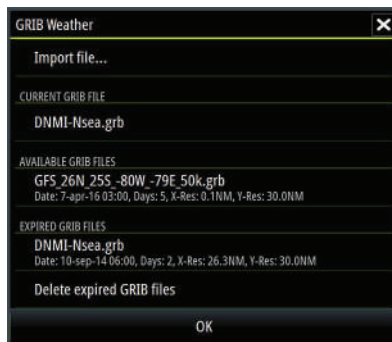 GRIB Weather
Import file...
CURRENT GRIB FILE
DNMI-Nsea.grb
AVAILABLE GRIB FILES
GFS_26N_25S_-80W_-79E_50k.grb
Date: 7-apr-16 03:00, Days: 5, X-Res: 0.1NM, Y-Res: 30.0NM
EXPIRED GRIB FILES
DNMI-Nsea.grb
Date: 10-sep-14 06:00, Days: 2, X-Res: 26.3NM, Y-Res: 30.0NM
Delete expired GRIB files
OK